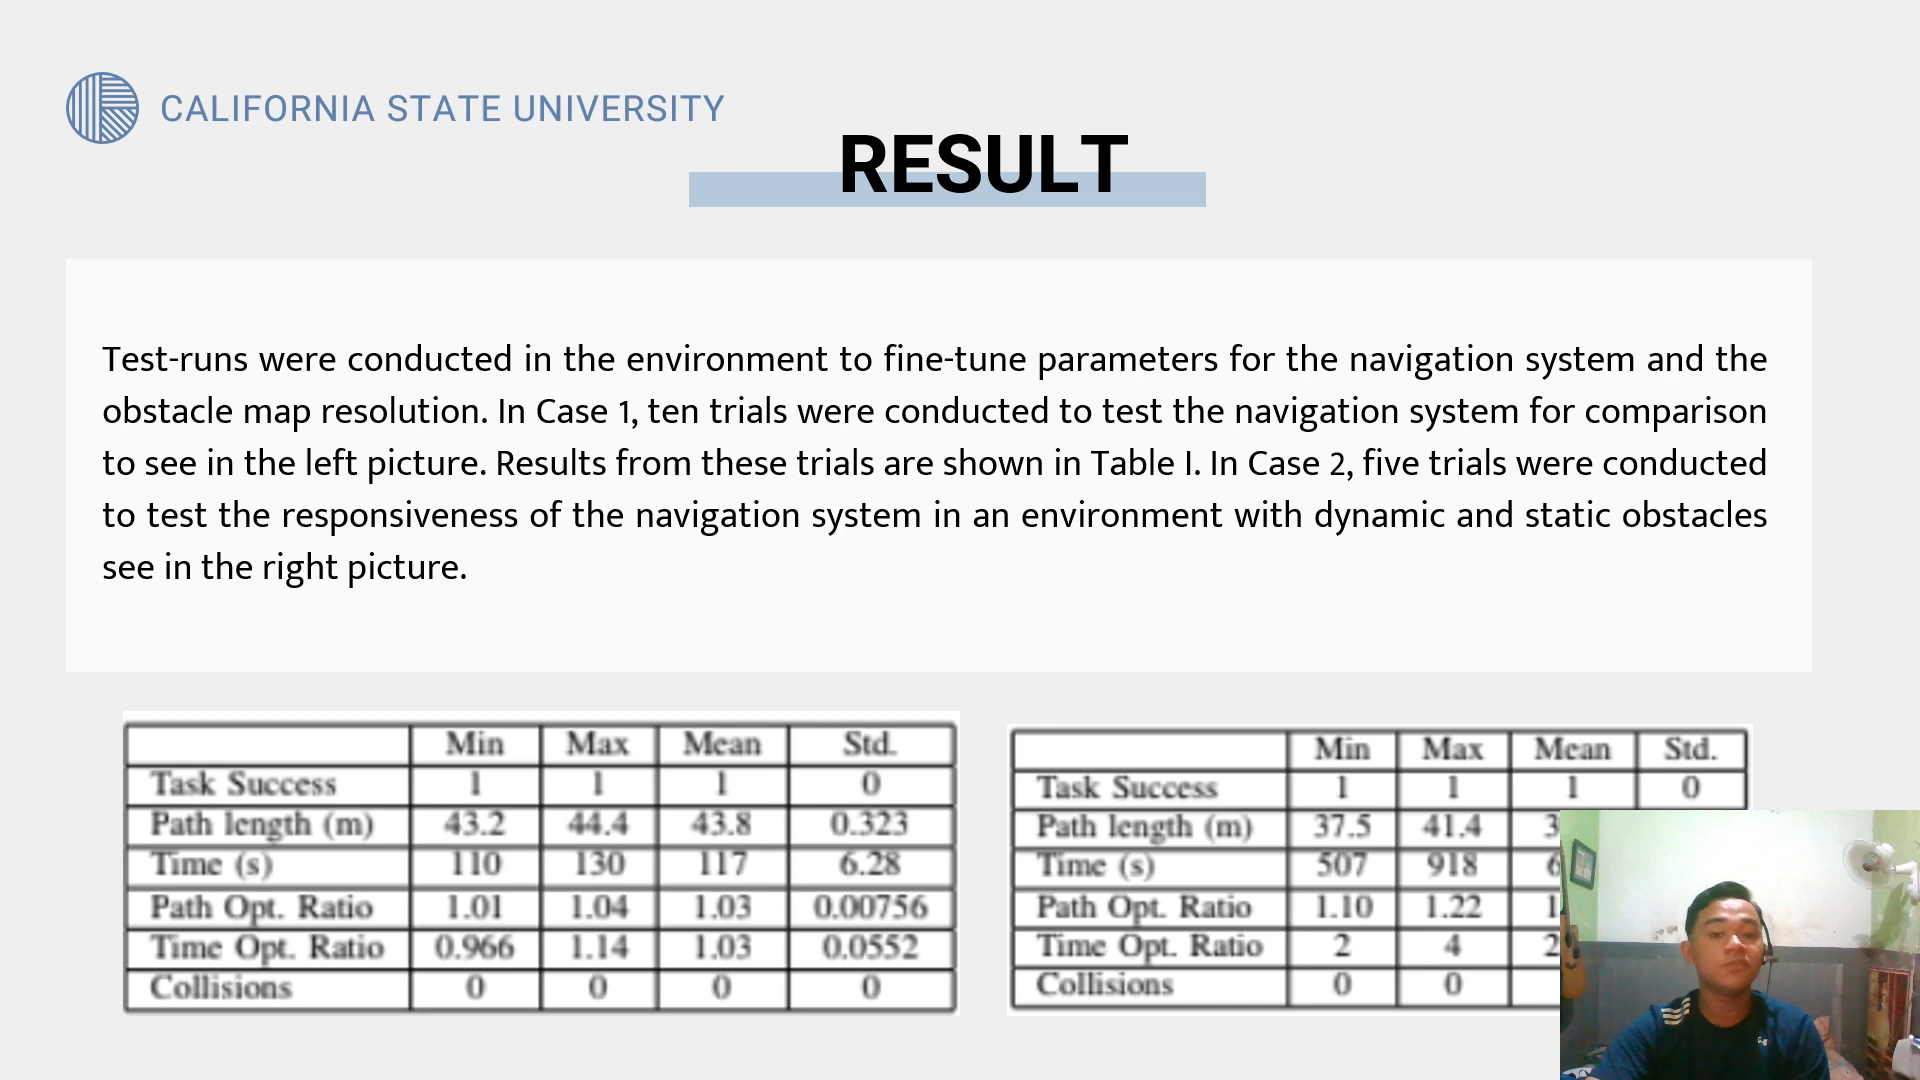 CALIFORNIA STATE UNIVERSITY
RESULT
Test-runs were conducted in the environment to fine-tune parameters for the navigation system and the
obstacle map resolution. In Case 1, ten trials were conducted to test the navigation system for comparison
to see in the left picture. Results from these trials are shown in Table I. In Case 2, five trials were conducted
to test the responsiveness of the navigation system in an environment with dynamic and static obstacles
see in the right picture.
Min Max Mean Std.
Task Success 1 1 1 0
Path length (m) 43.2 44.4 43.8 0.323
Time (s) 110 130 117 6.28
Path Opt. Ratio 1.01 1.04 1.03 0.00756
Time Opt. Ratio 0.966 1.14 1.03 0.0552
Collisions 0 0 0 0
Min Max Mean Std.
Task Success 1 1 1 0
Path length (m) 37.5 41.4
Time (s) 507 918
Path Opt. Ratio 1.10 1.22
Time Opt. Ratio 2 4
Collisions 0 0